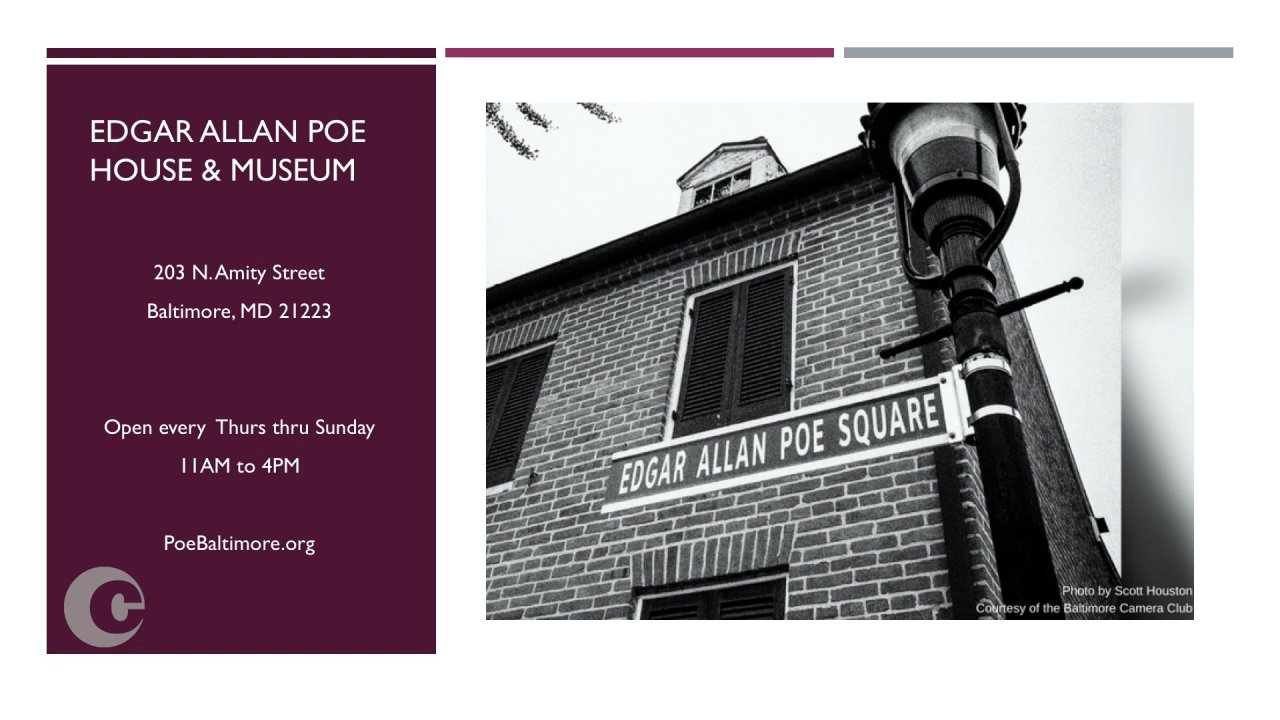 EDGAR ALLAN POE
HOUSE & MUSEUM
203 N. Amity Street
Baltimore, MD 21223
Open every Thurs thru Sunday
11AM to 4PM
PoeBaltimore.org
EDGAR ALLAN POE SQUARE
Photo by Scott Houston
Courtesy of the Baltimore Camera Club